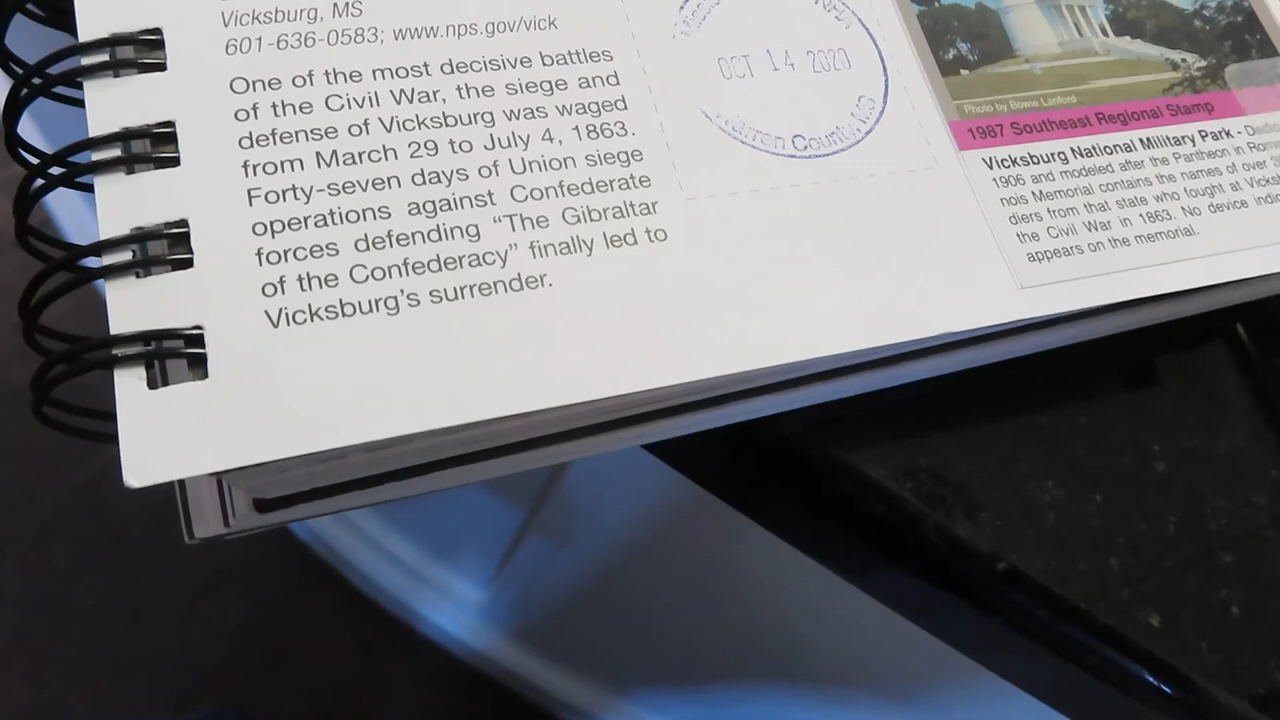 Vicksburg, MS
601-636-0583; www.nps.gov/vick
One of the most decisive battles
of the Civil War, the siege and
defense of Vicksburg was waged
from March 29 to July 4, 1863.
Forty-seven days of Union siege
operations against Confederate
forces defending “The Gibraltar
of the Confederacy” finally led to
Vicksburg’s surrender.
OCT 14 2020
Warren County, MS
Photo by Bowie Lanford
1987 Southeast Regional Stamp
Vicksburg National Military Park -
1906 and modeled after the Pantheon in
nois Memorial contains the names of over
diers from that state who fought at
the Civil War in 1863. No device
appears on the memorial.